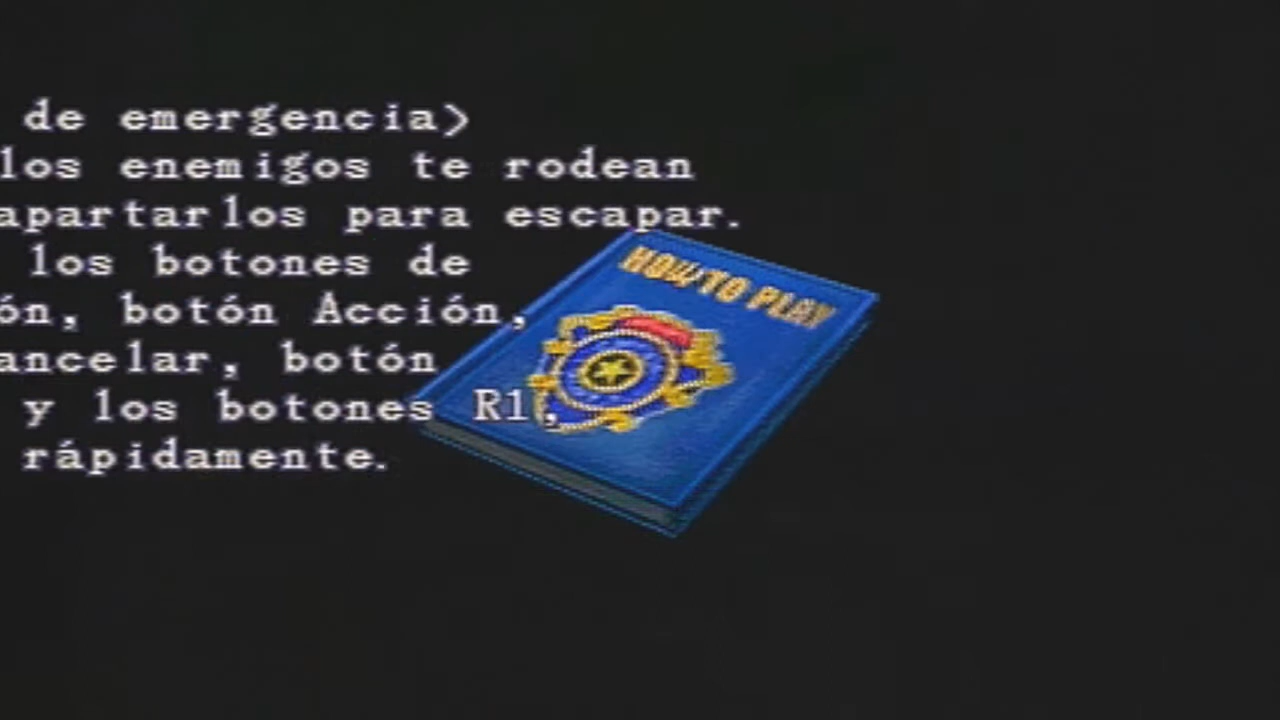 de emergencia>
los enemigos te rodean
apartarlos para escapar.
los botones de
ón, botón Acción,
ancelar, botón
y los botones R1,
rápidamente.
HOW TO PLAY